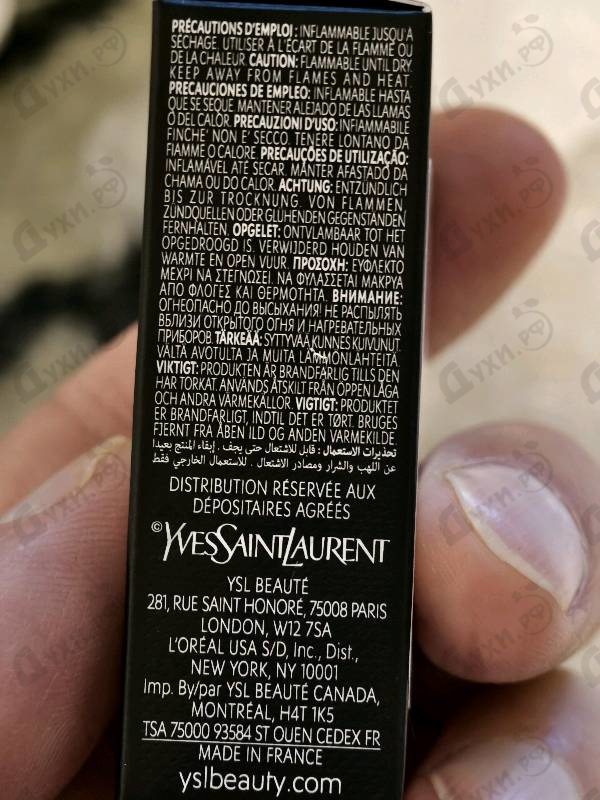 PRÉCAUTIONS D'EMPLOI : INFLAMMABLE JUSQU'A
SÉCHAGE. UTILISER À L'ÉCART DE LA FLAMME OU
DE LA CHALEUR CAUTION: FLAMMABLE UNTIL DRY.
KEEP AWAY FROM FLAMES AND HEAT
PRECAUCIONES DE EMPLEO: INFLAMABLE HASTA
QUE SE SEQUE. MANTENER ALEJADO DE LAS LLAMAS
O DEL CALOR. PRECAUZIONI D'USO: INFIAMMABILE
FINCHE' NON E' SECCO. TENERE LONTANO DA
FIAMME O CALORE PRECAUÇÕES DE UTILIZAÇÃO:
INFLAMÁVEL ATÉ SECAR. MANTER AFASTADO DA
CHAMA OU DO CALOR. ACHTUNG: ENTZÜNDLICH
BIS ZUR TROCKNUNG. VON FLAMMEN,
ZÜNDQUELLEN ODER GLÜHENDEN GEGENSTÄNDEN
FERNHALTEN. OPGELET: ONTVLAMBAAR TOT HET
OPGEDROOGD IS. VERWIJDERD HOUDEN VAN
WARMTE EN OPEN VUUR. ΠΡΟΣΟΧΗ: ΕΥΦΛΕΚΤΟ
ΜΕΧΡΙ ΝΑ ΣΤΕΓΝΩΣΕΙ. ΝΑ ΦΥΛΑΣΣΕΤΑΙ ΜΑΚΡΥΑ
ΑΠΟ ΦΛΟΓΕΣ ΚΑΙ ΘΕΡΜΟΤΗΤΑ. ВНИМАНИЕ:
ОГНЕОПАСНО ДО ВЫСЫХАНИЯ! НЕ РАСПЫЛЯТЬ
ВБЛИЗИ ОТКРЫТОГО ОГНЯ И НАГРЕВАТЕЛЬНЫХ
ПРИБОРОВ. TÄRKEÄÄ: SYTTYVÄÄ KUNNES KUIVUNUT.
VÄLTÄ AVOTULTA JA MUITA LÄMMÖNLÄHTEITÄ.
VIKTIGT: PRODUKTEN ÄR BRANDFARLIG TILLS DEN
HAR TORKAT. ANVÄNDS ÅTSKILT FRÅN ÖPPEN LÅGA
OCH ANDRA VÄRMEKÄLLOR. VIGTIGT: PRODUKTET
ER BRANDFARLIGT, INDTIL DET ER TØRT. BRUGES
FJERNT FRA ÅBEN ILD OG ANDEN VARMEKILDE.
تحذيرات الاستعمال : قابل للاشتعال حتى يجف . إبقاء المنتج بعيدا
عن اللهب والشرار ومصادر الاشتعال . للاستعمال الخارجي فقط
DISTRIBUTION RÉSERVÉE AUX
DÉPOSITAIRES AGRÉÉS
© YVESSAINTLAURENT
YSL BEAUTÉ
281, RUE SAINT HONORÉ, 75008 PARIS
LONDON, W12 7SA
L'ORÉAL USA S/D, Inc., Dist.,
NEW YORK, NY 10001
Imp. By/par YSL BEAUTÉ CANADA,
MONTRÉAL, H4T 1K5
TSA 75000 93584 ST OUEN CEDEX FR
MADE IN FRANCE
yslbeauty.com
Духи.рф